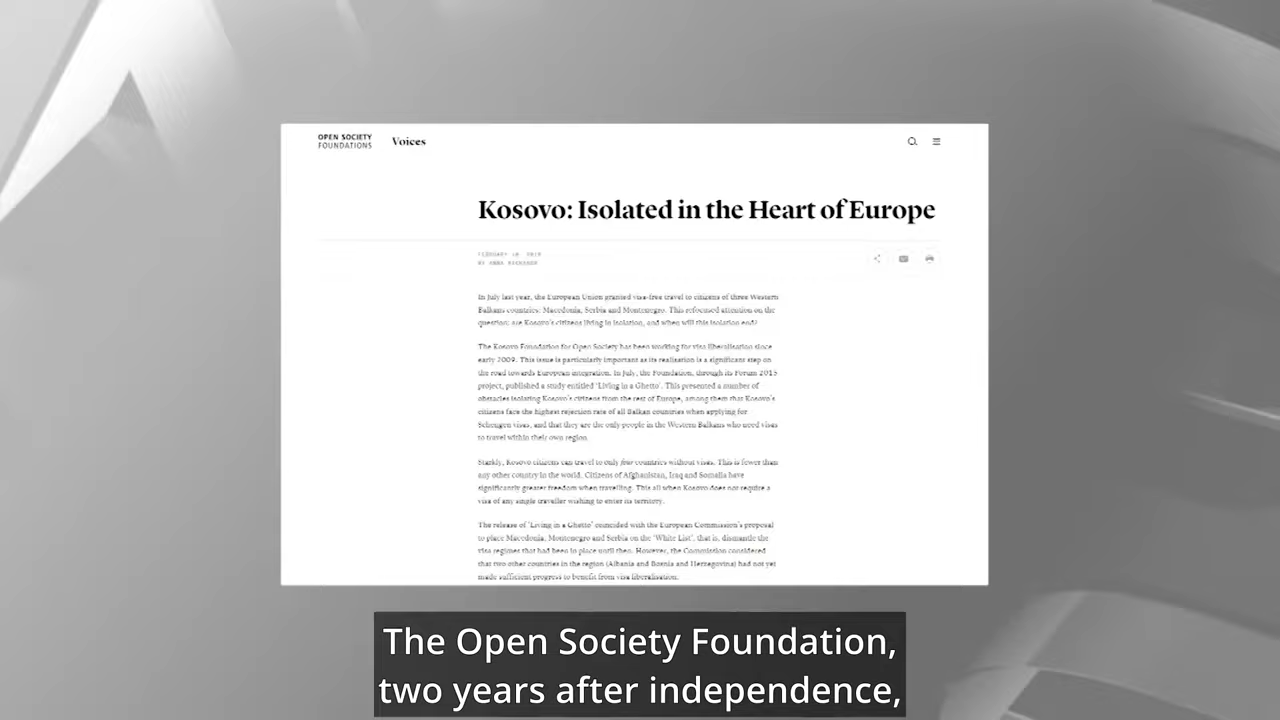 OPEN SOCIETY
FOUNDATIONS
Voices
Kosovo: Isolated in the Heart of Europe
In July last year, the European Union granted visa-free travel to citizens of three Western
Balkans countries: Macedonia, Serbia and Montenegro. This refocused attention on the
question: are Kosovo's citizens living in isolation, and when will this isolation end?
The Kosovo Foundation for Open Society has been working for visa liberalisation since
early 2009. This issue is particularly important as its realisation is a significant step on
the road towards European integration. In July, the Foundation, through its Forum 2015
project, published a study entitled 'Living in a Ghetto'. This presented a number of
obstacles isolating Kosovo's citizens from the rest of Europe, among them that Kosovo's
citizens face the highest rejection rate of all Balkan countries when applying for
Schengen visas, and that they are the only people in the Western Balkans who need visas
to travel within their own region.
Starkly, Kosovo citizens can travel to only four countries without visas. This is fewer than
any other country in the world. Citizens of Afghanistan, Iraq and Somalia have
significantly greater freedom when travelling. This all when Kosovo does not require a
visa of any single traveller wishing to enter its territory.
The release of 'Living in a Ghetto' coincided with the European Commission's proposal
to place Macedonia, Montenegro and Serbia on the 'White List', that is, dismantle the
visa regimes that had been in place until then. However, the Commission considered
that two other countries in the region (Albania and Bosnia and Herzegovina) had not yet
made sufficient progress to benefit from visa liberalisation.
The Open Society Foundation,
two years after independence,